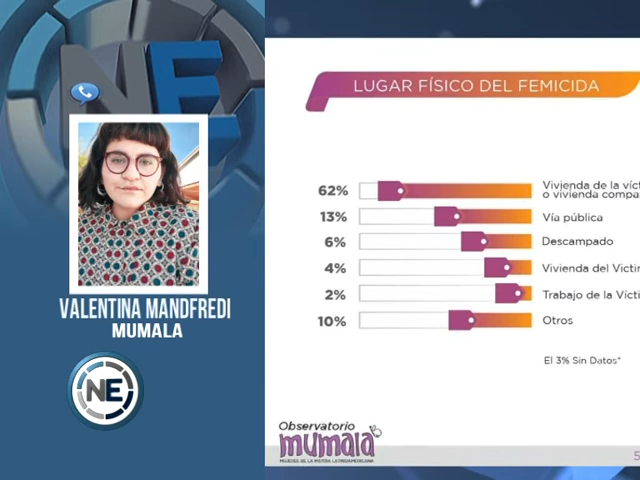 NE
VALENTINA MANDFREDI
MUMALA
NE
LUGAR FÍSICO DEL FEMICIDA
62% Vivienda de la víct
o vivienda compa
13% Vía pública
6% Descampado
4% Vivienda del Victim
2% Trabajo de la Vícti
10% Otros
El 3% Sin Datos*
Observatorio
mumala
MUJERES DE LA MATRIA LATINOAMERICANA
5